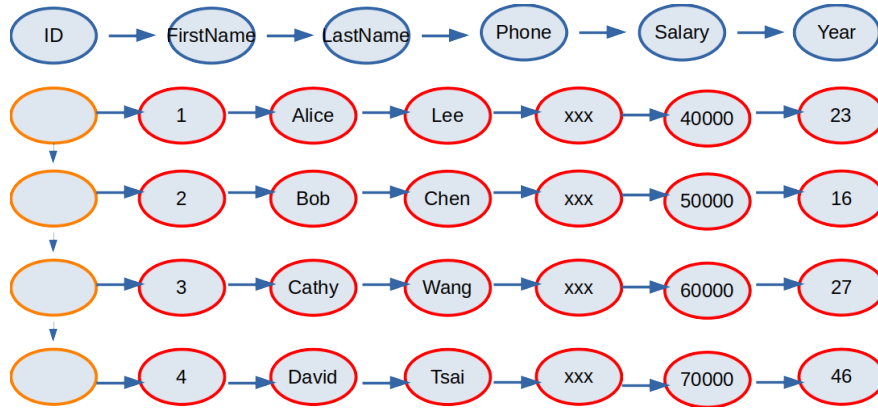 ID FirstName LastName Phone Salary Year
1 Alice Lee xxx 40000 23
2 Bob Chen xxx 50000 16
3 Cathy Wang xxx 60000 27
4 David Tsai xxx 70000 46